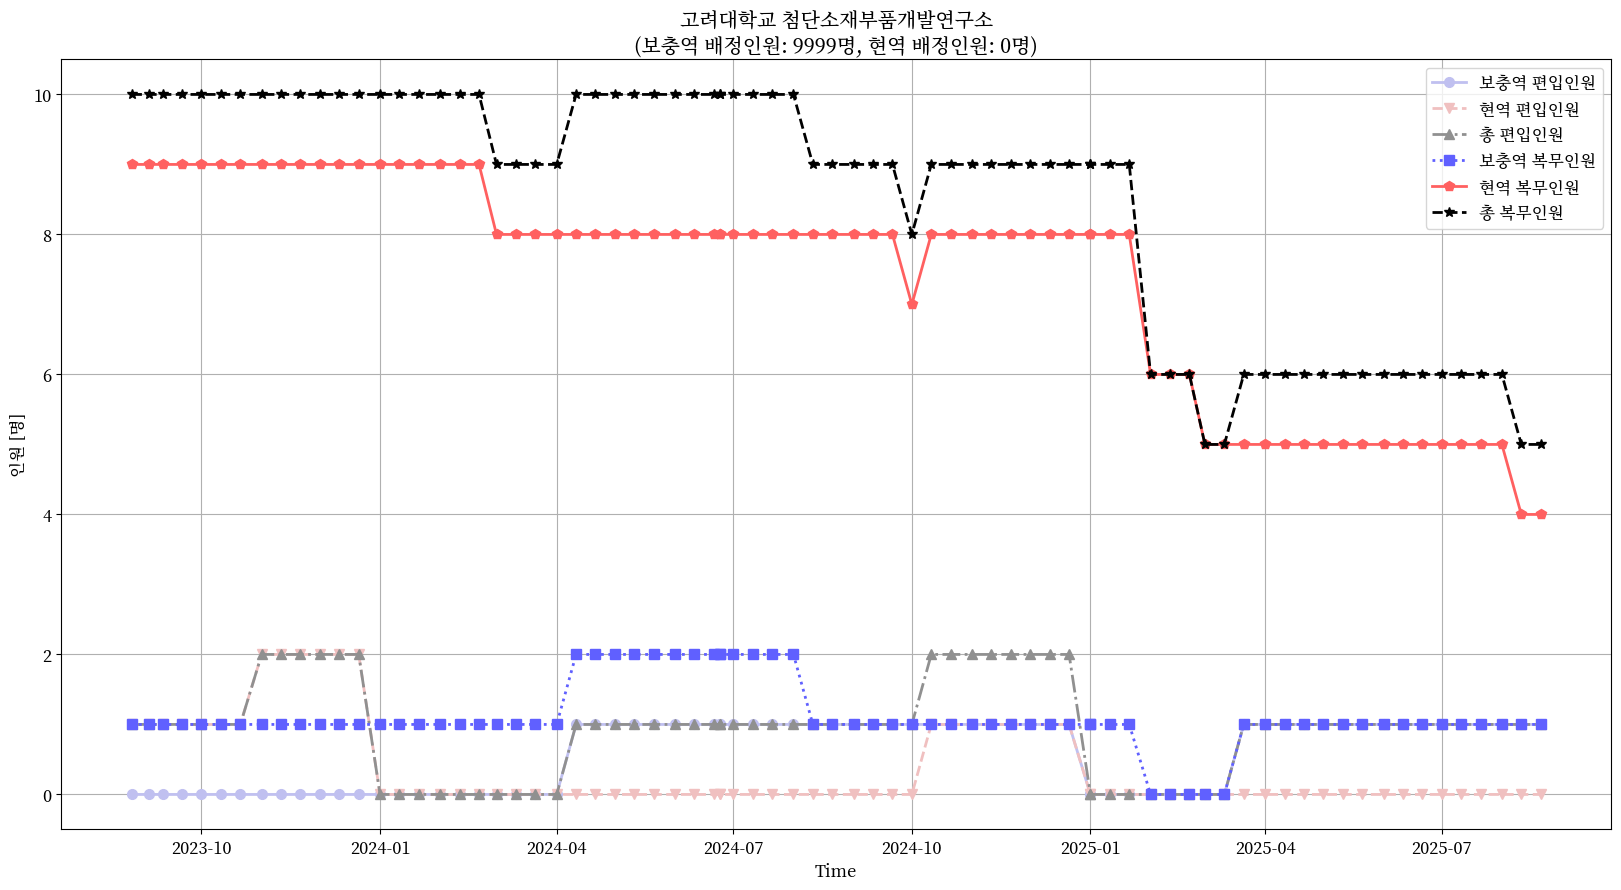 고려대학교 첨단소재부품개발연구소
(보충역 배정인원: 9999명, 현역 배정인원: 0명)
보충역 편입인원
현역 편입인원
총 편입인원
보충역 복무인원
현역 복무인원
총 복무인원
인원 [명]
10
8
6
4
2
0
2023-10
2024-01
2024-04
2024-07
2024-10
2025-01
2025-04
2025-07
Time